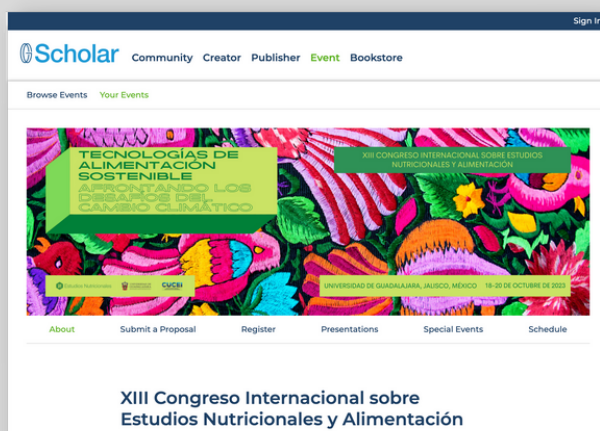 Sign In
Scholar
Community Creator Publisher Event Bookstore
Browse Events Your Events
TECNOLOGÍAS DE
ALIMENTACIÓN
SOSTENIBLE
AFRONTANDO LOS
DESAFÍOS DEL
CAMBIO CLIMÁTICO
XIII CONGRESO INTERNACIONAL SOBRE ESTUDIOS
NUTRICIONALES Y ALIMENTACIÓN
Estudios Nutricionales
CUCEI
UNIVERSIDAD DE GUADALAJARA, JALISCO, MÉXICO 18-20 DE OCTUBRE DE 2023
About Submit a Proposal Register Presentations Special Events Schedule
XIII Congreso Internacional sobre
Estudios Nutricionales y Alimentación